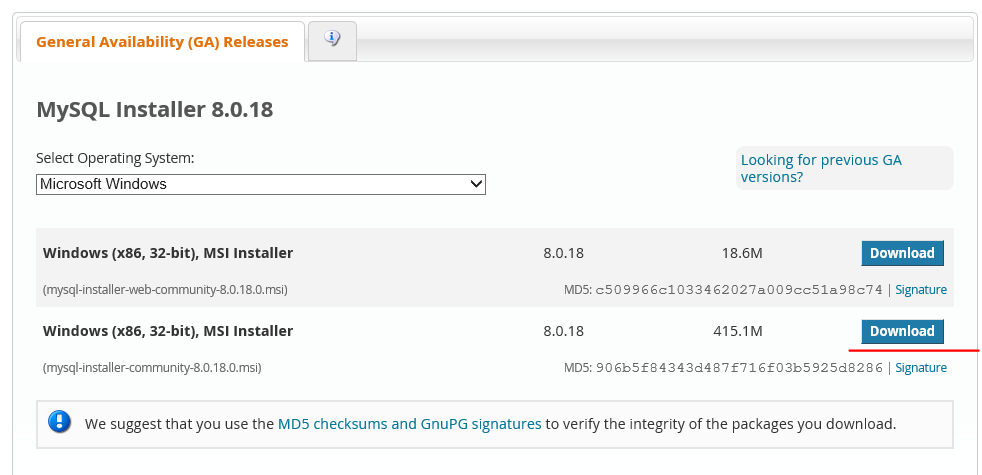 General Availability (GA) Releases
MySQL Installer 8.0.18
Select Operating System:
Microsoft Windows
Looking for previous GA
versions?
Windows (x86, 32-bit), MSI Installer 8.0.18 18.6M Download
(mysql-installer-web-community-8.0.18.0.msi) MD5: c509966c1033462027a009cc51a98c74 | Signature
Windows (x86, 32-bit), MSI Installer 8.0.18 415.1M Download
(mysql-installer-community-8.0.18.0.msi) MD5: 906b5f84343d487f716f03b5925d8286 | Signature
We suggest that you use the MD5 checksums and GnuPG signatures to verify the integrity of the packages you download.